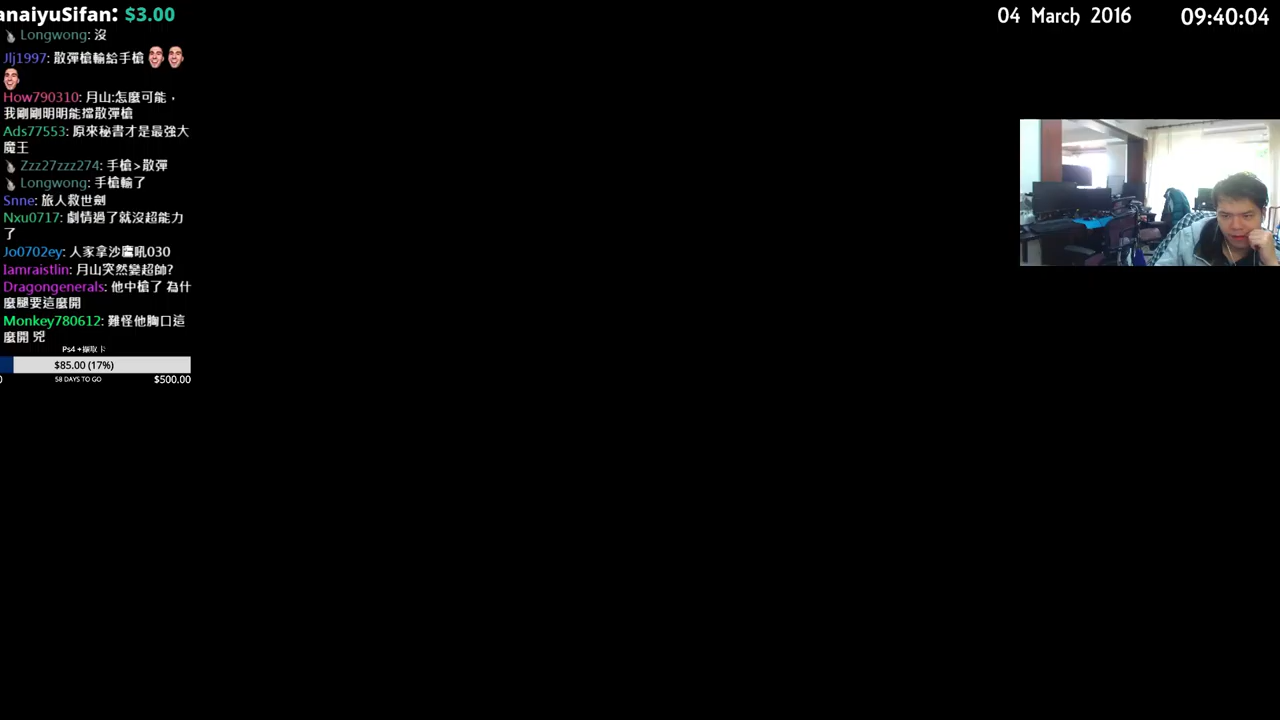 anaiyuSifan: $3.00
04 March 2016
09:40:04
Longwong: 沒
Jlj1997: 散彈槍輸給手槍
How790310: 月山:怎麼可能，
我剛剛明明能擋散彈槍
Ads77553: 原來秘書才是最強大
魔王
Zzz27zzz274: 手槍>散彈
Longwong: 手槍輸了
Snne: 旅人救世劍
Nxu0717: 劇情過了就沒超能力
了
Jo0702ey: 人家拿沙鷹吼030
Iamraistlin: 月山突然變超帥?
Dragongenerals: 他中槍了 為什
麼腿要這麼開
Monkey780612: 難怪他胸口這
麼開 兇
Ps4 +擷取卡
$85.00 (17%)
0
58 DAYS TO GO
$500.00